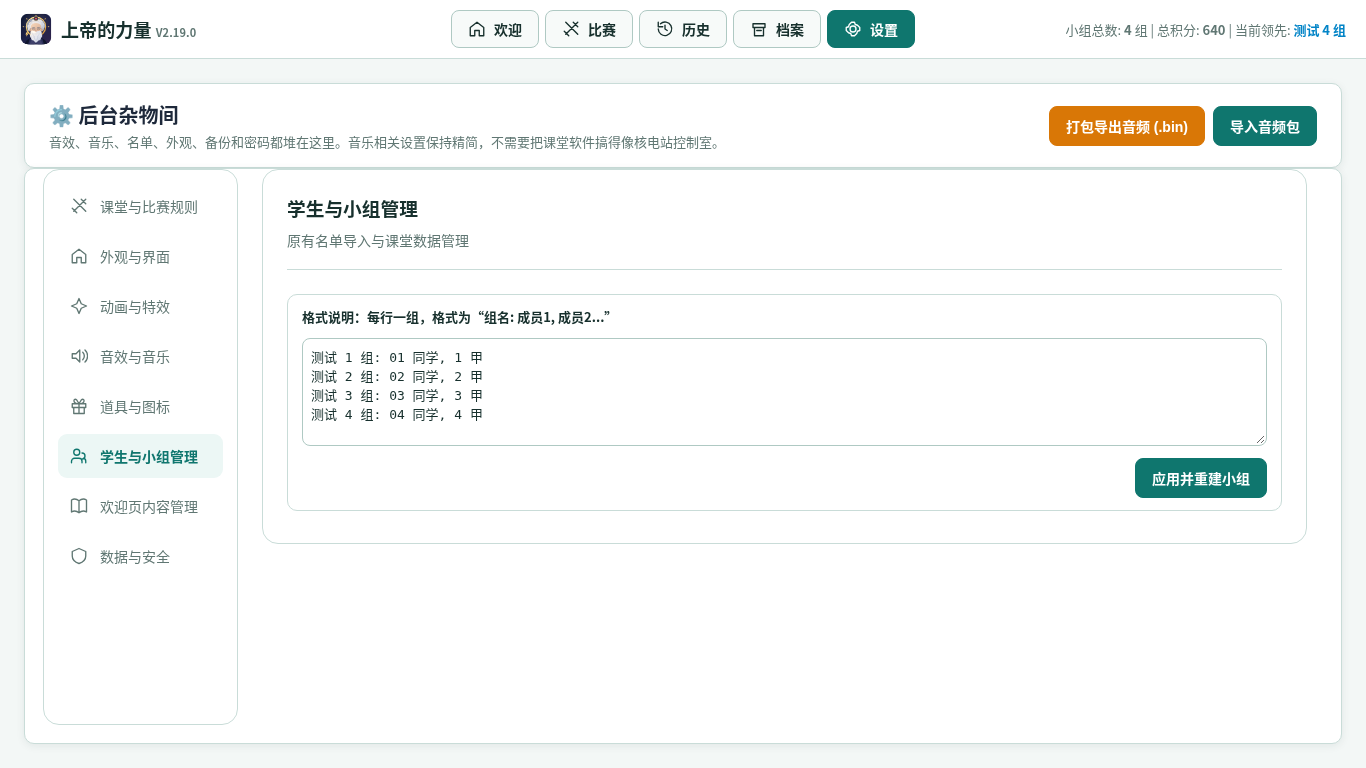 上帝的力量 V2.19.0
欢迎
比赛
历史
档案
设置
小组总数: 4 组 | 总积分: 640 | 当前领先: 测试 4 组
后台杂物间
音效、音乐、名单、外观、备份和密码都堆在这里。音乐相关设置保持精简，不需要把课堂软件搞得像核电站控制室。
打包导出音频 (.bin)
导入音频包
课堂与比赛规则
外观与界面
动画与特效
音效与音乐
道具与图标
学生与小组管理
欢迎页内容管理
数据与安全
学生与小组管理
原有名单导入与课堂数据管理
格式说明：每行一组，格式为“组名: 成员1, 成员2...”
测试 1 组: 01 同学, 1 甲
测试 2 组: 02 同学, 2 甲
测试 3 组: 03 同学, 3 甲
测试 4 组: 04 同学, 4 甲
应用并重建小组